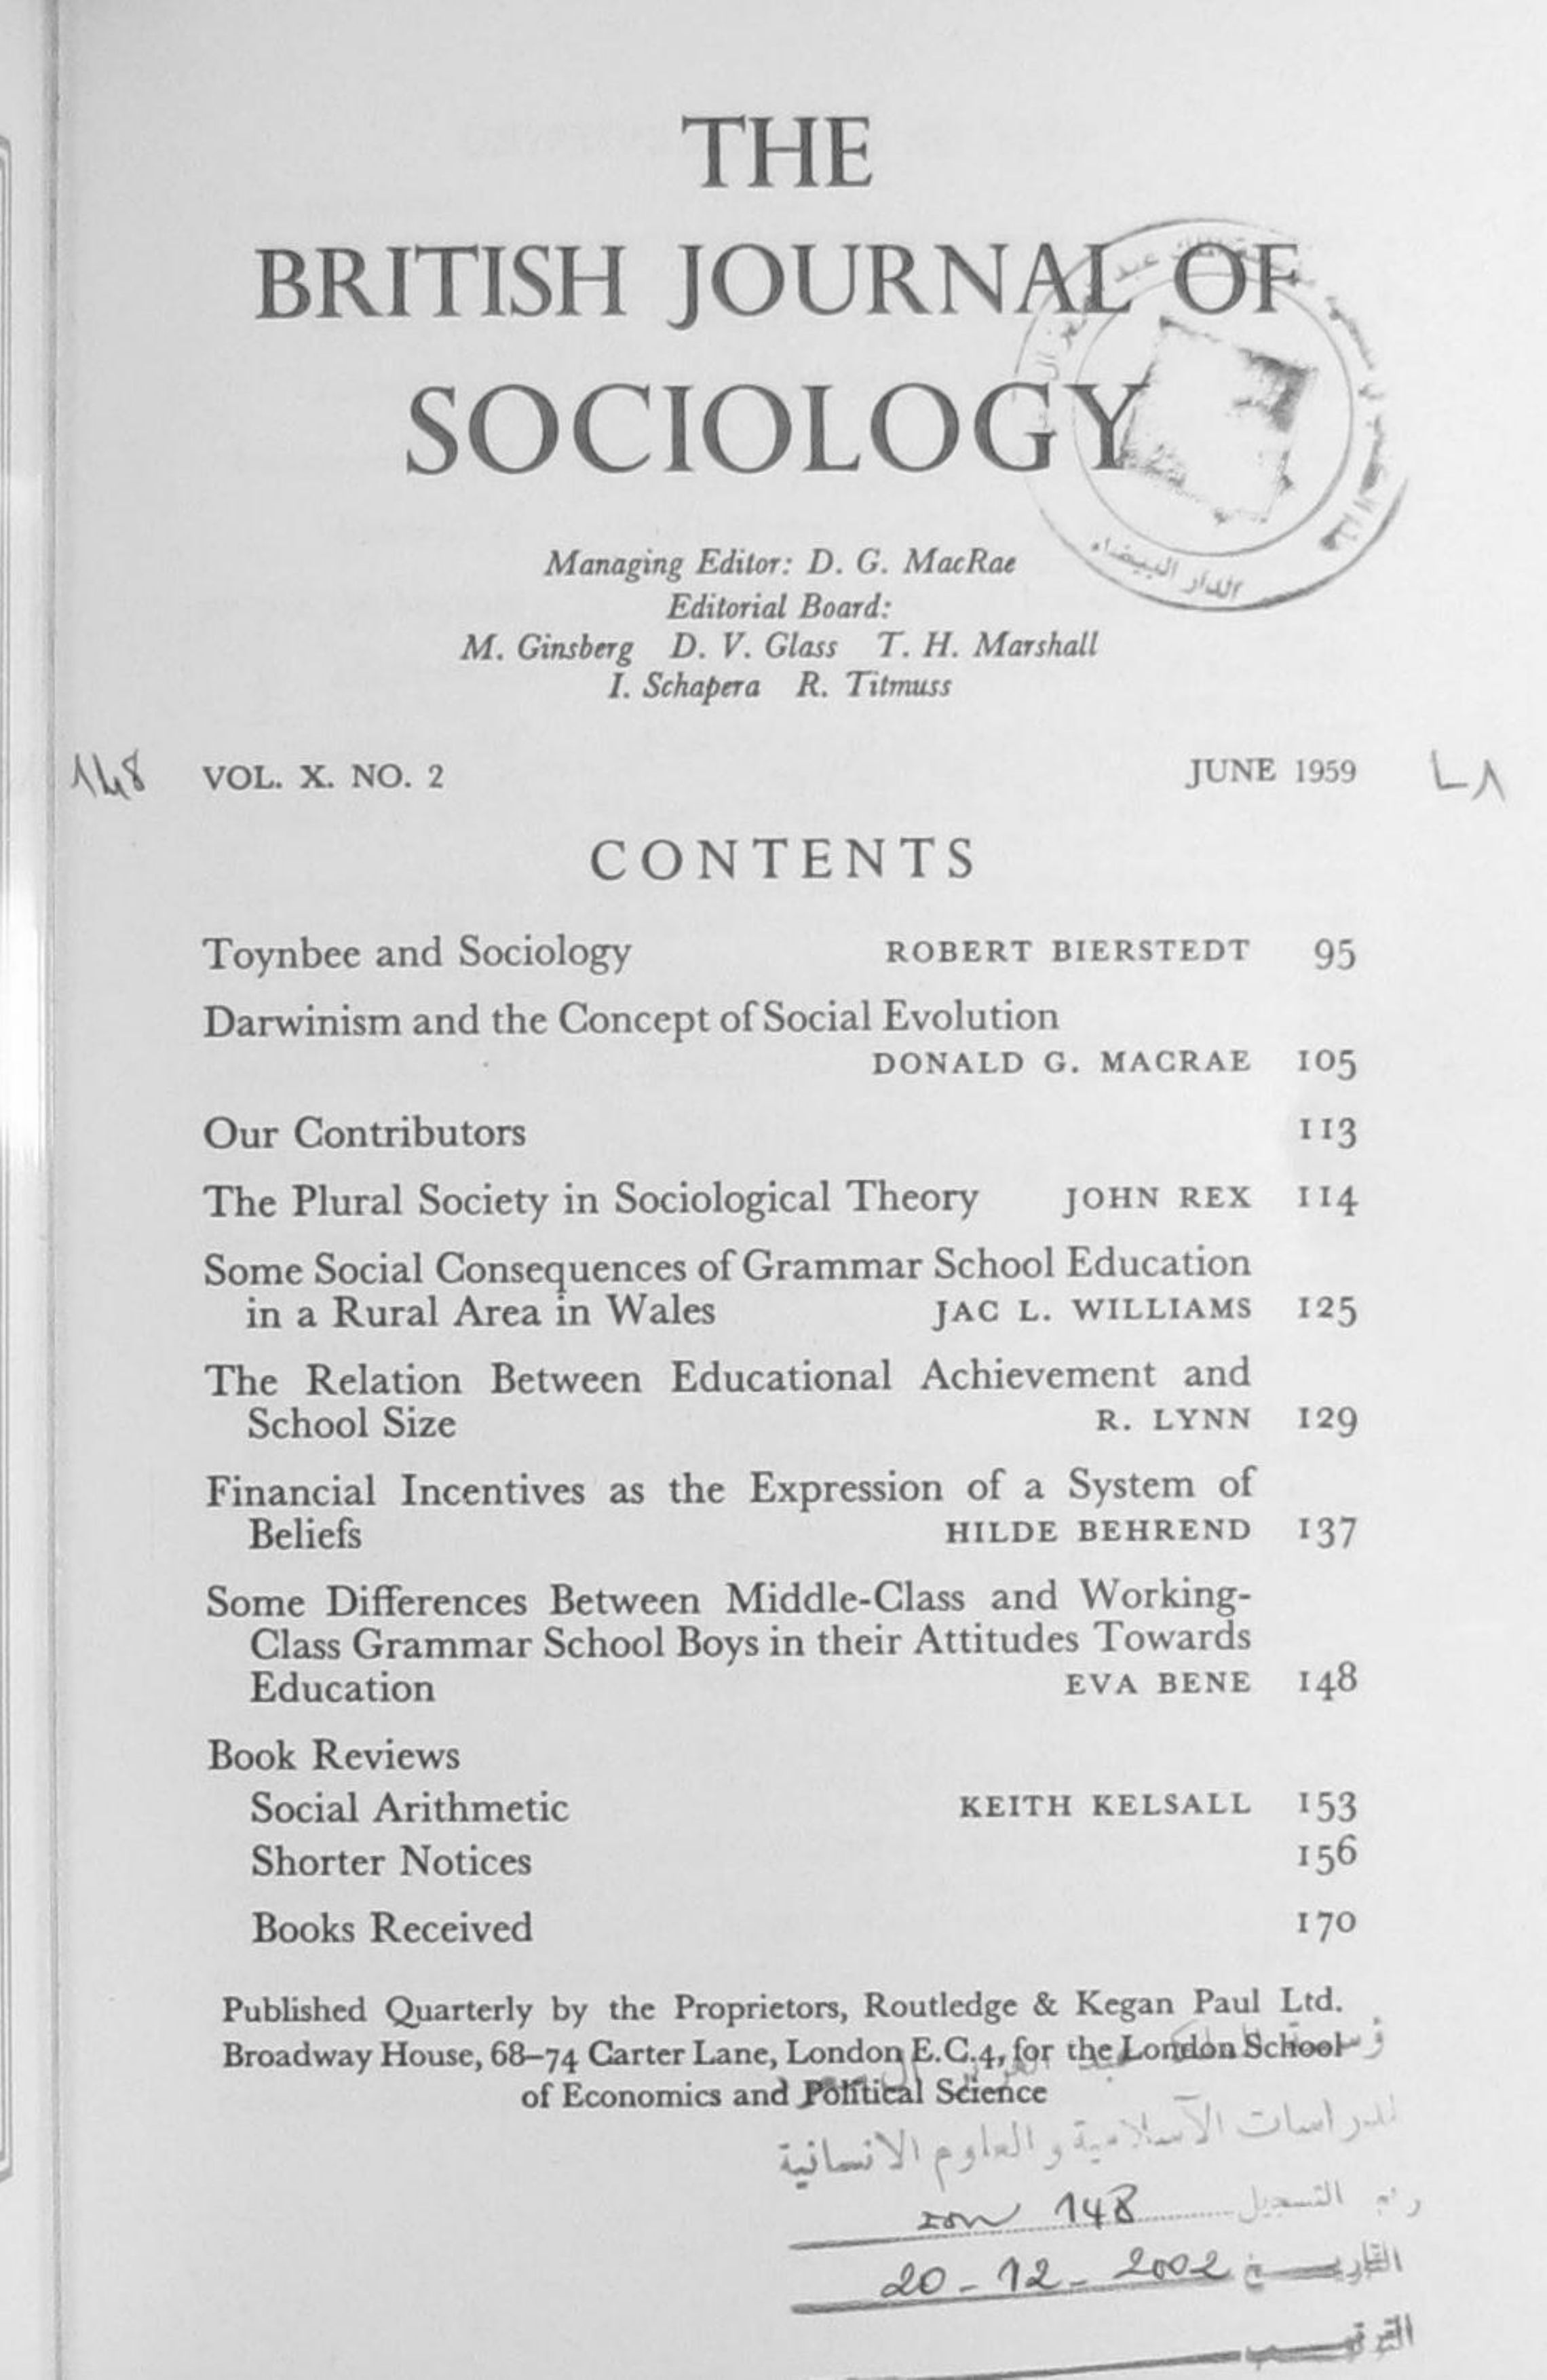 THE
BRITISH JOURNAL OF
SOCIOLOGY
الدار البيضاء
Managing Editor: D. G. MacRae
Editorial Board:
M. Ginsberg D. V. Glass T. H. Marshall
I. Schapera R. Titmuss
148 VOL. X. NO. 2 JUNE 1959 L1
CONTENTS
Toynbee and Sociology ROBERT BIERSTEDT 95
Darwinism and the Concept of Social Evolution
DONALD G. MACRAE 105
Our Contributors 113
The Plural Society in Sociological Theory JOHN REX 114
Some Social Consequences of Grammar School Education
in a Rural Area in Wales JAC L. WILLIAMS 125
The Relation Between Educational Achievement and
School Size R. LYNN 129
Financial Incentives as the Expression of a System of
Beliefs HILDE BEHREND 137
Some Differences Between Middle-Class and Working-
Class Grammar School Boys in their Attitudes Towards
Education EVA BENE 148
Book Reviews
Social Arithmetic KEITH KELSALL 153
Shorter Notices 156
Books Received 170
Published Quarterly by the Proprietors, Routledge & Kegan Paul Ltd.
Broadway House, 68–74 Carter Lane, London E.C.4, for the London School
of Economics and Political Science
للدراسات الآسلامية و العلوم الانسانية
رقم التسجيل 148
التاريخ 20-12-2002